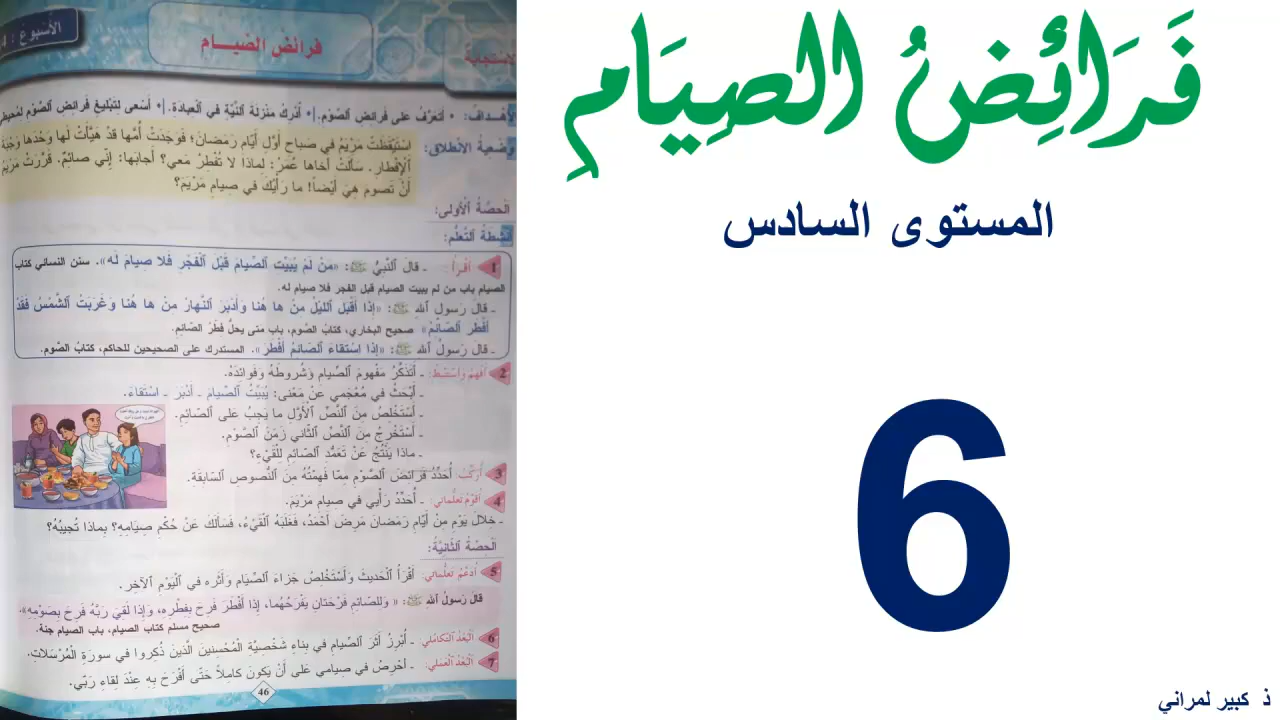 فَرَائِضُ الصِيَامِ
المستوى السادس
6
ذ كبير لمراني
الأسبوع : 4
فرائض الصيام
الاستجابة
الأهداف: • أتعرف على فرائض الصوم. • أدرك منزلة النية في العبادة. • أسعى لتبليغ فرائض الصوم لمحيطي
وضعية الانطلاق: استيقظت مريم في صباح أول أيام رمضان؛ فوجدت أمها قد هيأت لها وحدها وجبة
الإفطار. سألت أخاها عمر: لماذا لا تفطر معي؟ أجابها: إني صائم. قررت مريم
أن تصوم هي أيضا! ما رأيك في صيام مريم؟
الحصة الأولى:
أنشطة التعلم:
1 أقرأ: ـ قال النبي ﷺ: «من لم يبيت الصيام قبل الفجر فلا صيام له». سنن النسائي كتاب
الصيام باب من لم يبيت الصيام قبل الفجر فلا صيام له.
ـ قال رسول الله ﷺ: «إذا أقبل الليل من ها هنا وأدبر النهار من ها هنا وغربت الشمس فقد
أفطر الصائم» صحيح البخاري، كتاب الصوم، باب متى يحل فطر الصائم.
ـ قال رسول الله ﷺ: «إذا استقاء الصائم أفطر». المستدرك على الصحيحين للحاكم، كتاب الصوم.
2 أفهم وأستنبط: ـ أتذكر مفهوم الصيام وشروطه وفوائده.
ـ أبحث في معجمي عن معنى: يبيت الصيام ـ أدبر ـ استقاء.
ـ أستخلص من النص الأول ما يجب على الصائم.
ـ أستخرج من النص الثاني زمن الصوم.
ـ ماذا ينتج عن تعمد الصائم للقيء؟
3 أركب: أحدد فرائض الصوم مما فهمته من النصوص السابقة.
4 أقوم تعلماتي: ـ أحدد رأيي في صيام مريم.
ـ خلال يوم من أيام رمضان مرض أحمد، فغلبه القيء، فسألك عن حكم صيامه؟ بماذا تجيبه؟
الحصة الثانية:
5 أدعم تعلماتي: أقرأ الحديث وأستخلص جزاء الصيام وأثره في اليوم الآخر.
قال رسول الله ﷺ: « وللصائم فرحتان يفرحهما، إذا أفطر فرح بفطره، وإذا لقي ربه فرح بصومه».
صحيح مسلم كتاب الصيام، باب الصيام جنة.
6 البعد التكاملي: ـ أبرز أثر الصيام في بناء شخصية المحسنين الذين ذكروا في سورة المرسلات.
7 البعد العملي: ـ أحرص في صيامي على أن يكون كاملا حتى أفرح به عند لقاء ربي.
46